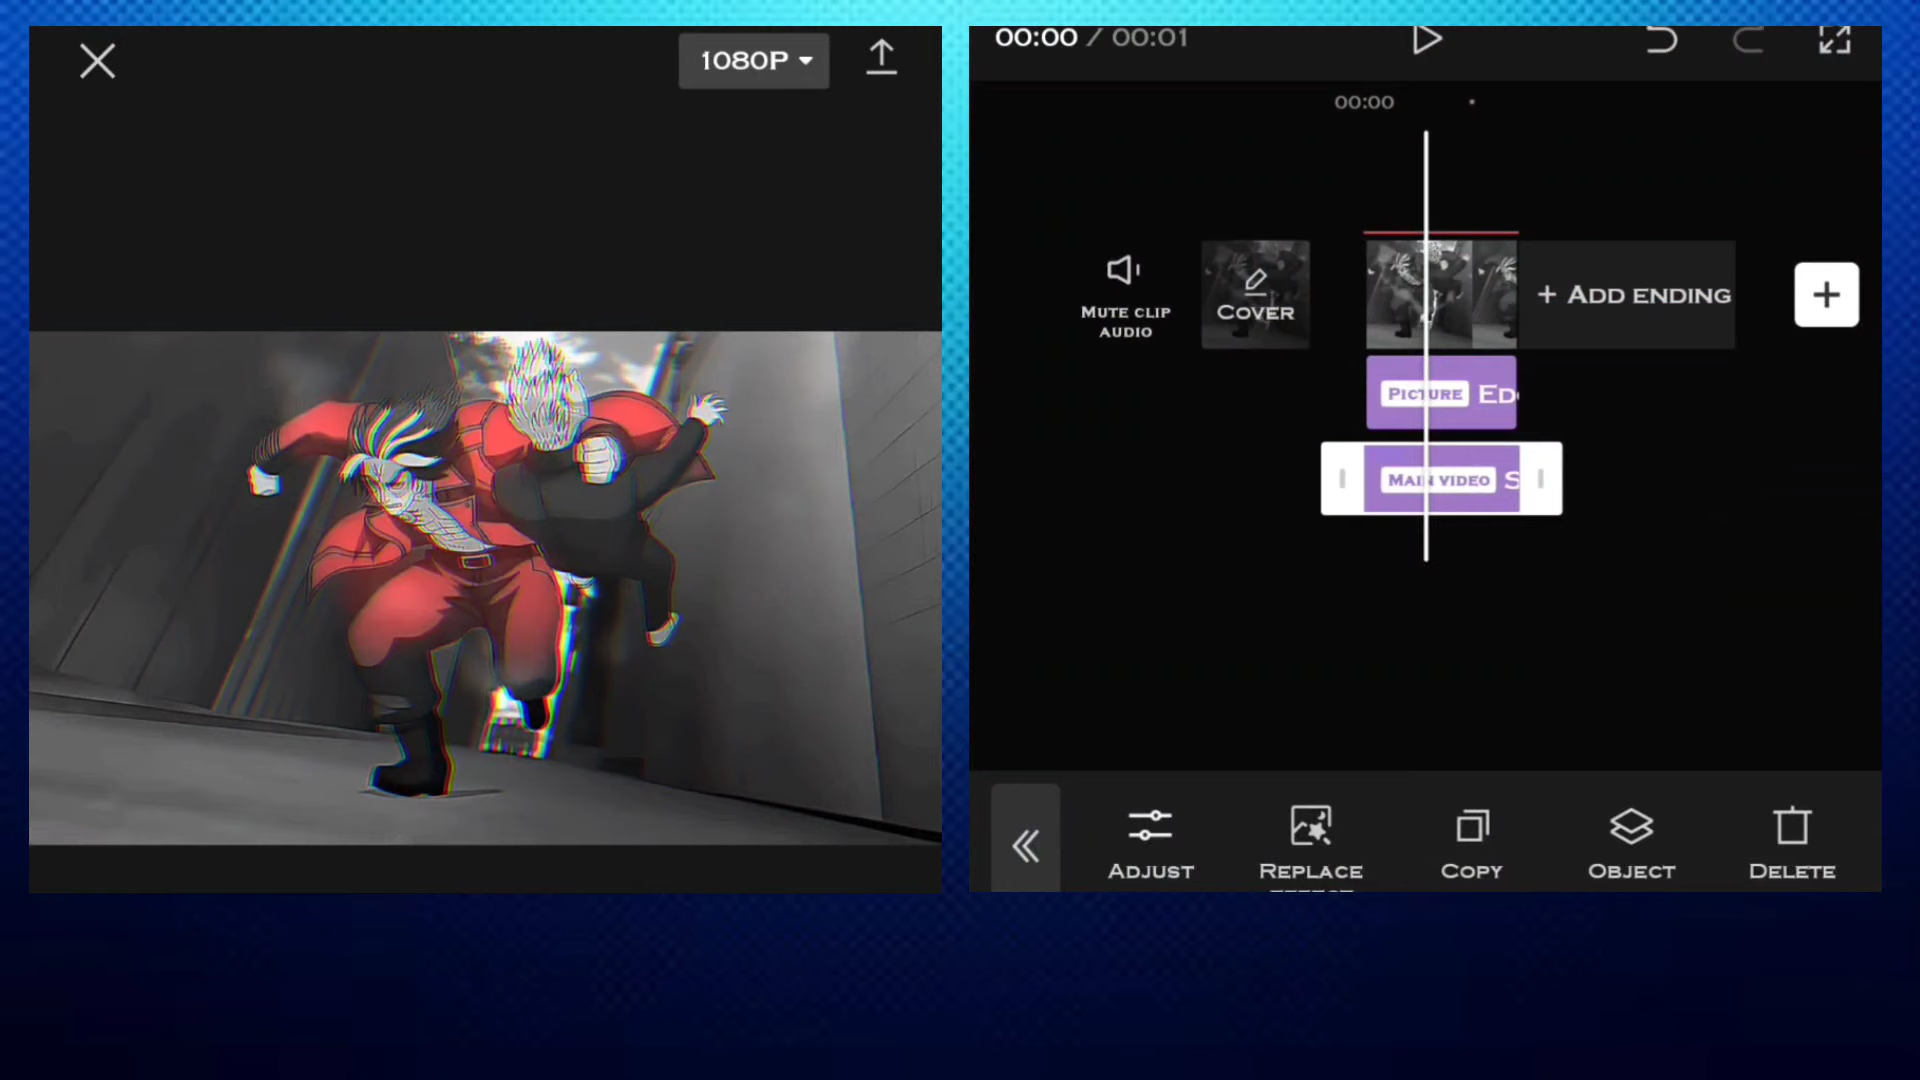 1080P
00:00 / 00:01
00:00
MUTE CLIP
AUDIO
COVER
+ ADD ENDING
PICTURE ED
MAIN VIDEO S
ADJUST
REPLACE
COPY
OBJECT
DELETE